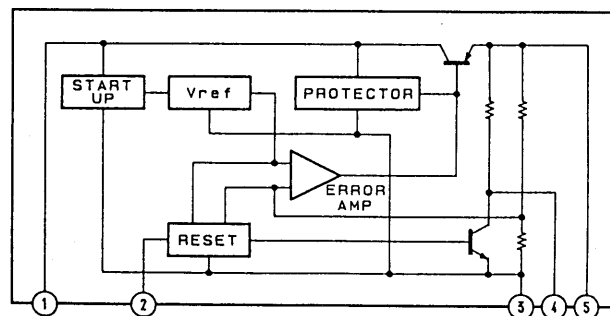 START
UP
Vref
PROTECTOR
ERROR
AMP
RESET
1
2
3
4
5